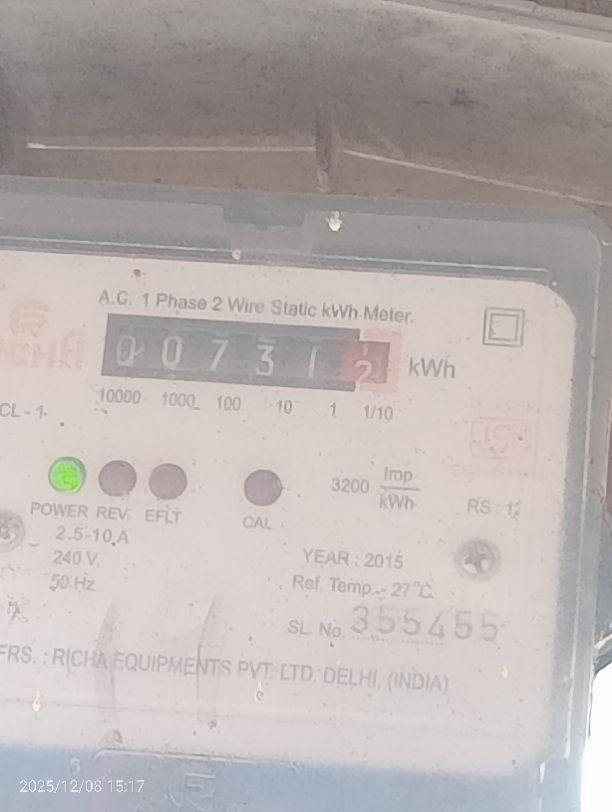 A.C. 1 Phase 2 Wire Static kWh Meter.
0 0 7 3 1 2 kWh
10000 1000 100 10 1 1/10
CL - 1
3200 Imp/kWh
POWER REV. EFLT CAL RS : 12
2.5-10 A
240 V
50 Hz
YEAR : 2015
Ref. Temp. - 27°C
SL. No. 355455
FRS. : RICHA EQUIPMENTS PVT. LTD. DELHI, (INDIA)
2025/12/08 15:17